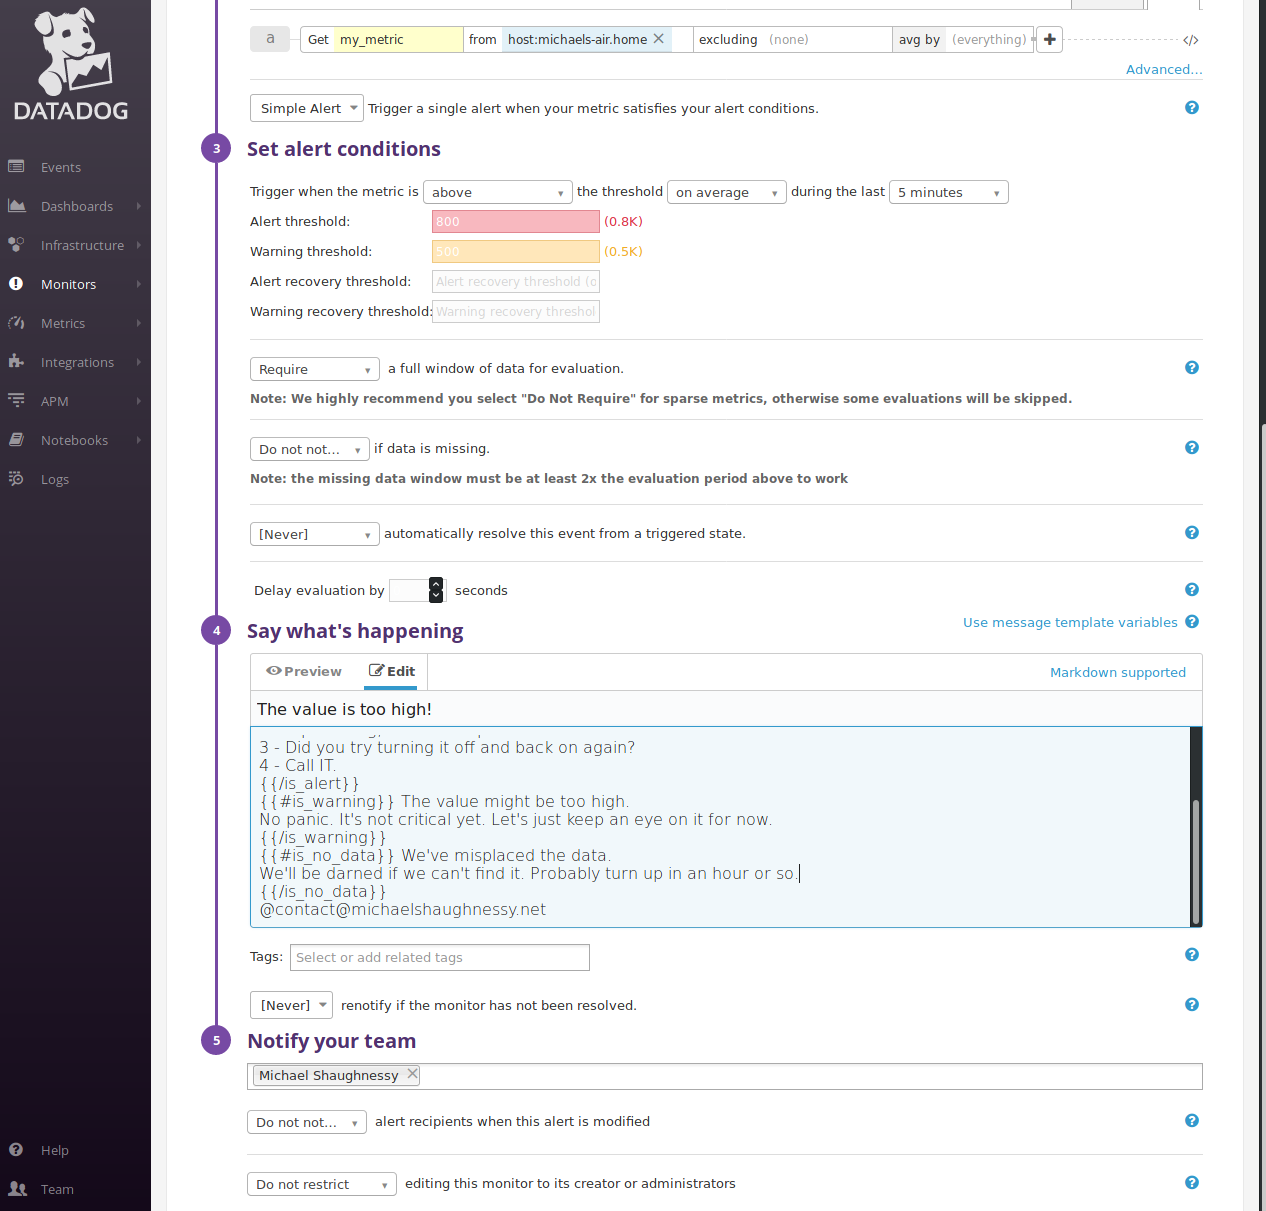 DATADOG
Events
Dashboards
Infrastructure
Monitors
Metrics
Integrations
APM
Notebooks
Logs
Help
Team
a Get my_metric from host:michaels-air.home × excluding (none) avg by (everything) + </>
Advanced...
Simple Alert Trigger a single alert when your metric satisfies your alert conditions. ?
3 Set alert conditions
Trigger when the metric is above the threshold on average during the last 5 minutes
Alert threshold: 800 (0.8K)
Warning threshold: 500 (0.5K)
Alert recovery threshold: Alert recovery threshold (o
Warning recovery threshold: Warning recovery threshol
Require a full window of data for evaluation. ?
Note: We highly recommend you select "Do Not Require" for sparse metrics, otherwise some evaluations will be skipped.
Do not not... if data is missing. ?
Note: the missing data window must be at least 2x the evaluation period above to work
[Never] automatically resolve this event from a triggered state. ?
Delay evaluation by seconds ?
4 Say what's happening Use message template variables ?
Preview Edit Markdown supported
The value is too high!
3 - Did you try turning it off and back on again?
4 - Call IT.
{{/is_alert}}
{{#is_warning}} The value might be too high.
No panic. It's not critical yet. Let's just keep an eye on it for now.
{{/is_warning}}
{{#is_no_data}} We've misplaced the data.
We'll be darned if we can't find it. Probably turn up in an hour or so.
{{/is_no_data}}
@contact@michaelshaughnessy.net
Tags: Select or add related tags ?
[Never] renotify if the monitor has not been resolved. ?
5 Notify your team
Michael Shaughnessy ×
Do not not... alert recipients when this alert is modified ?
Do not restrict editing this monitor to its creator or administrators ?